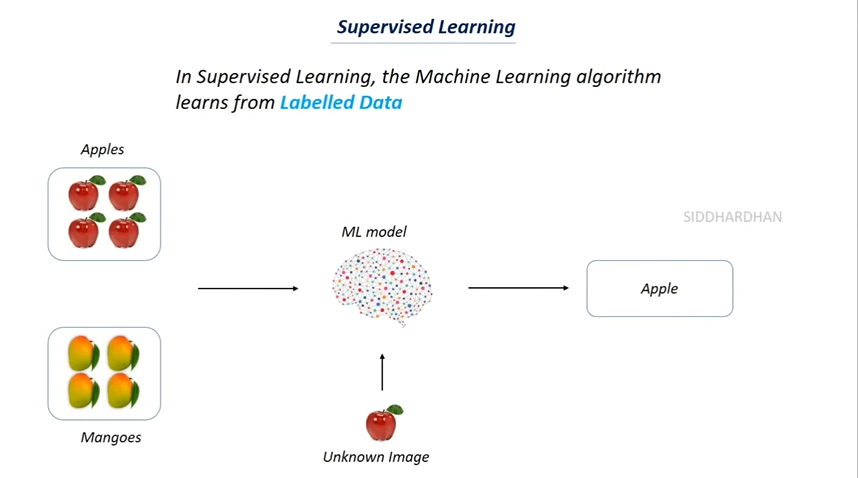 Supervised Learning
In Supervised Learning, the Machine Learning algorithm
learns from Labelled Data
Apples
SIDDHARDHAN
ML model
Apple
Mangoes
Unknown Image